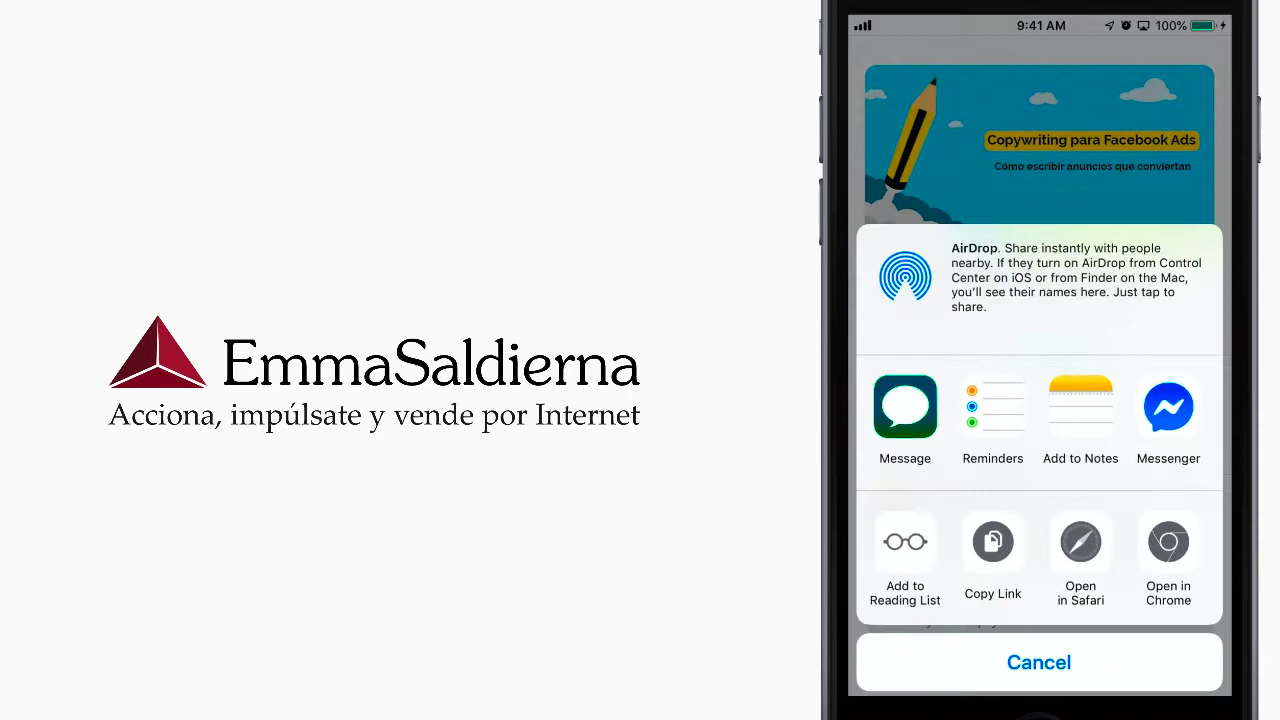 EmmaSaldierna
Acciona, impúlsate y vende por Internet
9:41 AM
100%
Copywriting para Facebook Ads
Cómo escribir anuncios que conviertan
AirDrop. Share instantly with people
nearby. If they turn on AirDrop from Control
Center on iOS or from Finder on the Mac,
you'll see their names here. Just tap to
share.
Message
Reminders
Add to Notes
Messenger
Add to
Reading List
Copy Link
Open
in Safari
Open in
Chrome
Cancel